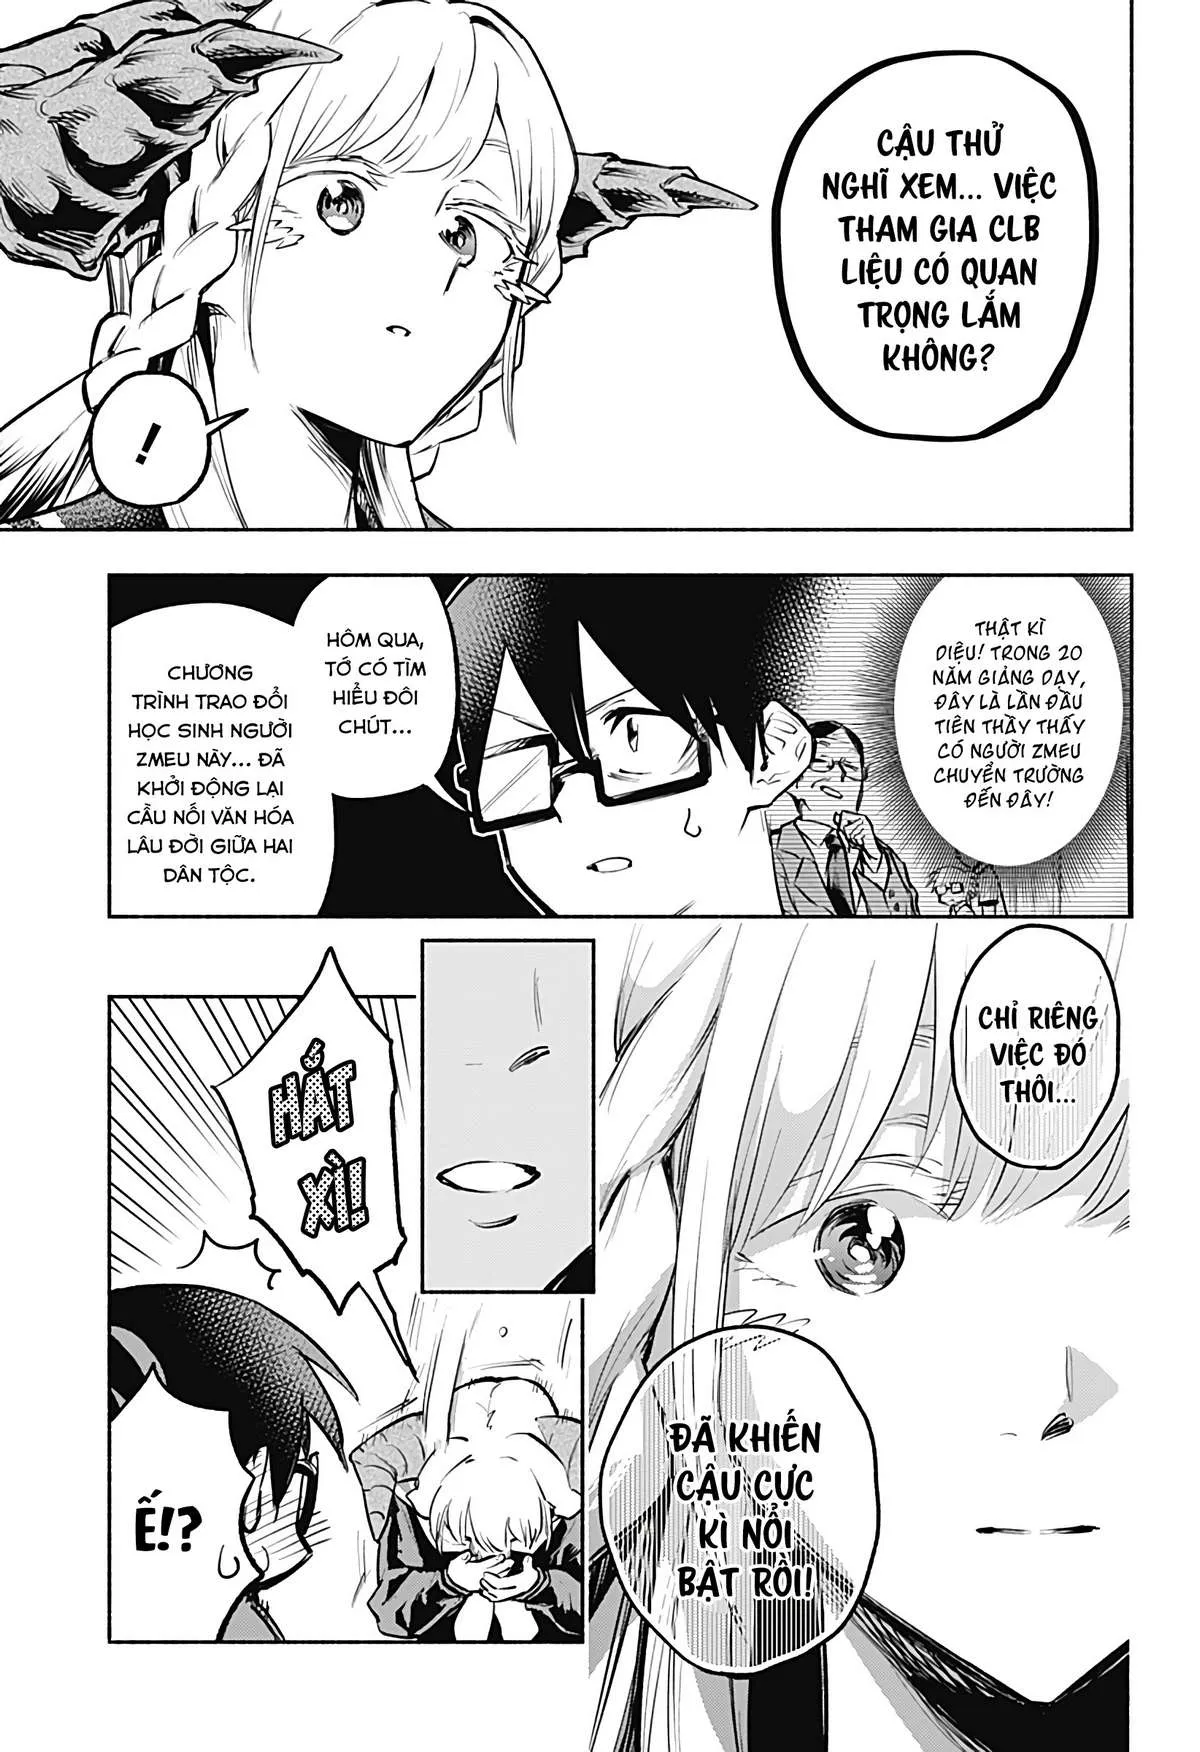 CẬU THỬ
NGHĨ XEM... VIỆC
THAM GIA CLB
LIỆU CÓ QUAN
TRỌNG LẮM
KHÔNG?
!
THẬT KÌ
DIỆU! TRONG 20
NĂM GIẢNG DẠY,
ĐÂY LÀ LẦN ĐẦU
TIÊN THẦY THẤY
CÓ NGƯỜI ZMEU
CHUYỂN TRƯỜNG
ĐẾN ĐÂY!
HÔM QUA,
TỚ CÓ TÌM
HIỂU ĐÔI
CHÚT...
CHƯƠNG
TRÌNH TRAO ĐỔI
HỌC SINH NGƯỜI
ZMEU NÀY... ĐÃ
KHỞI ĐỘNG LẠI
CẦU NỐI VĂN HÓA
LÂU ĐỜI GIỮA HAI
DÂN TỘC.
CHỈ RIÊNG
VIỆC ĐÓ
THÔI...
ĐÃ KHIẾN
CẬU CỰC
KÌ NỔI
BẬT RỒI!
HẮT
XÌ!
Ế!?